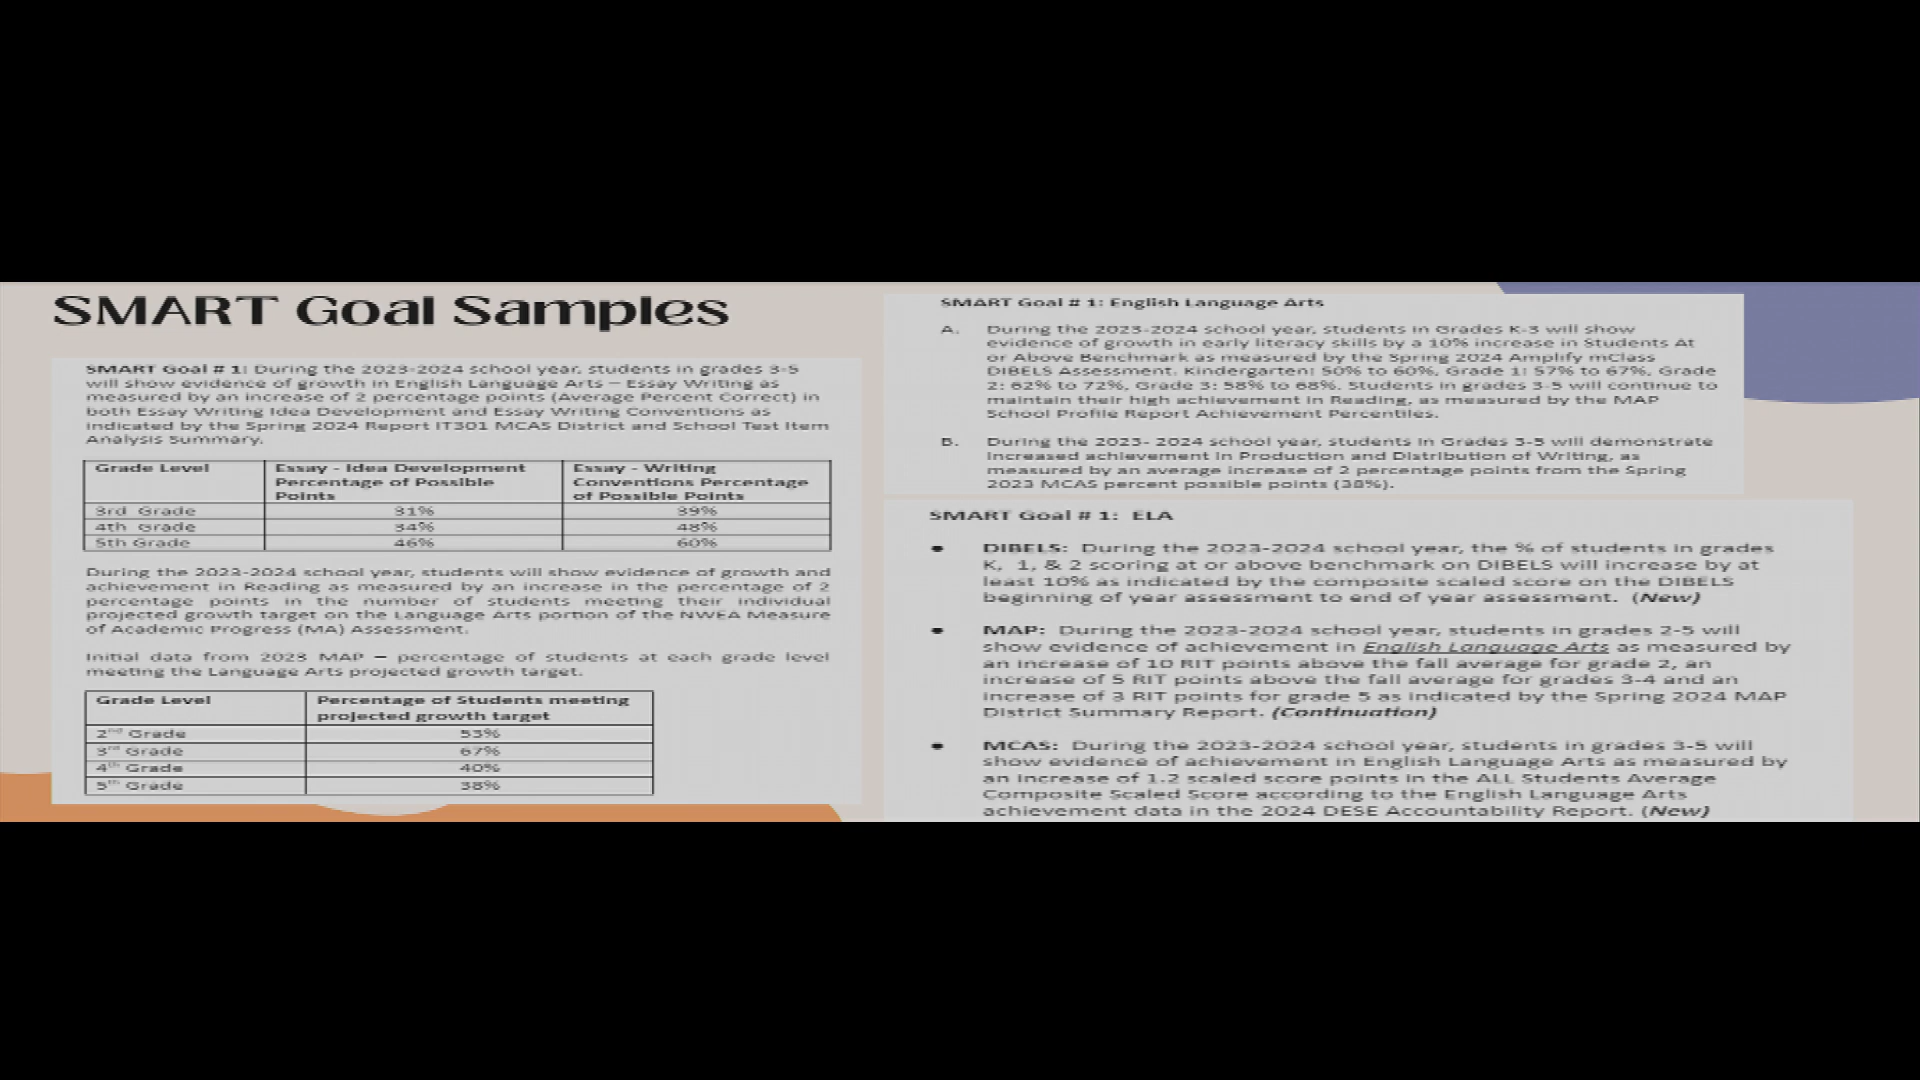 SMART Goal Samples
SMART Goal # 1: During the 2023-2024 school year, students in grades 3-5
will show evidence of growth in English Language Arts – Essay Writing as
measured by an increase of 2 percentage points (Average Percent Correct) in
both Essay Writing Idea Development and Essay Writing Conventions as
indicated by the Spring 2024 Report IT301 MCAS District and School Test Item
Analysis Summary.
Grade Level
Essay - Idea Development
Percentage of Possible
Points
Essay - Writing
Conventions Percentage
of Possible Points
3rd Grade 31% 39%
4th Grade 34% 48%
5th Grade 46% 60%
During the 2023-2024 school year, students will show evidence of growth and
achievement in Reading as measured by an increase in the percentage of 2
percentage points in the number of students meeting their individual
projected growth target on the Language Arts portion of the NWEA Measure
of Academic Progress (MA) Assessment.
Initial data from 2023 MAP – percentage of students at each grade level
meeting the Language Arts projected growth target.
Grade Level
Percentage of Students meeting
projected growth target
2nd Grade 53%
3rd Grade 67%
4th Grade 40%
5th Grade 38%
SMART Goal # 1: English Language Arts
A. During the 2023-2024 school year, students in Grades K-3 will show
evidence of growth in early literacy skills by a 10% increase in Students At
or Above Benchmark as measured by the Spring 2024 Amplify mClass
DIBELS Assessment. Kindergarten: 50% to 60%, Grade 1: 57% to 67%, Grade
2: 62% to 72%, Grade 3: 58% to 68%. Students in grades 3-5 will continue to
maintain their high achievement in Reading, as measured by the MAP
School Profile Report Achievement Percentiles.
B. During the 2023- 2024 school year, students in Grades 3-5 will demonstrate
increased achievement in Production and Distribution of Writing, as
measured by an average increase of 2 percentage points from the Spring
2023 MCAS percent possible points (38%).
SMART Goal # 1: ELA
• DIBELS: During the 2023-2024 school year, the % of students in grades
K, 1, & 2 scoring at or above benchmark on DIBELS will increase by at
least 10% as indicated by the composite scaled score on the DIBELS
beginning of year assessment to end of year assessment. (New)
• MAP: During the 2023-2024 school year, students in grades 2-5 will
show evidence of achievement in English Language Arts as measured by
an increase of 10 RIT points above the fall average for grade 2, an
increase of 5 RIT points above the fall average for grades 3-4 and an
increase of 3 RIT points for grade 5 as indicated by the Spring 2024 MAP
District Summary Report. (Continuation)
• MCAS: During the 2023-2024 school year, students in grades 3-5 will
show evidence of achievement in English Language Arts as measured by
an increase of 1.2 scaled score points in the ALL Students Average
Composite Scaled Score according to the English Language Arts
achievement data in the 2024 DESE Accountability Report. (New)